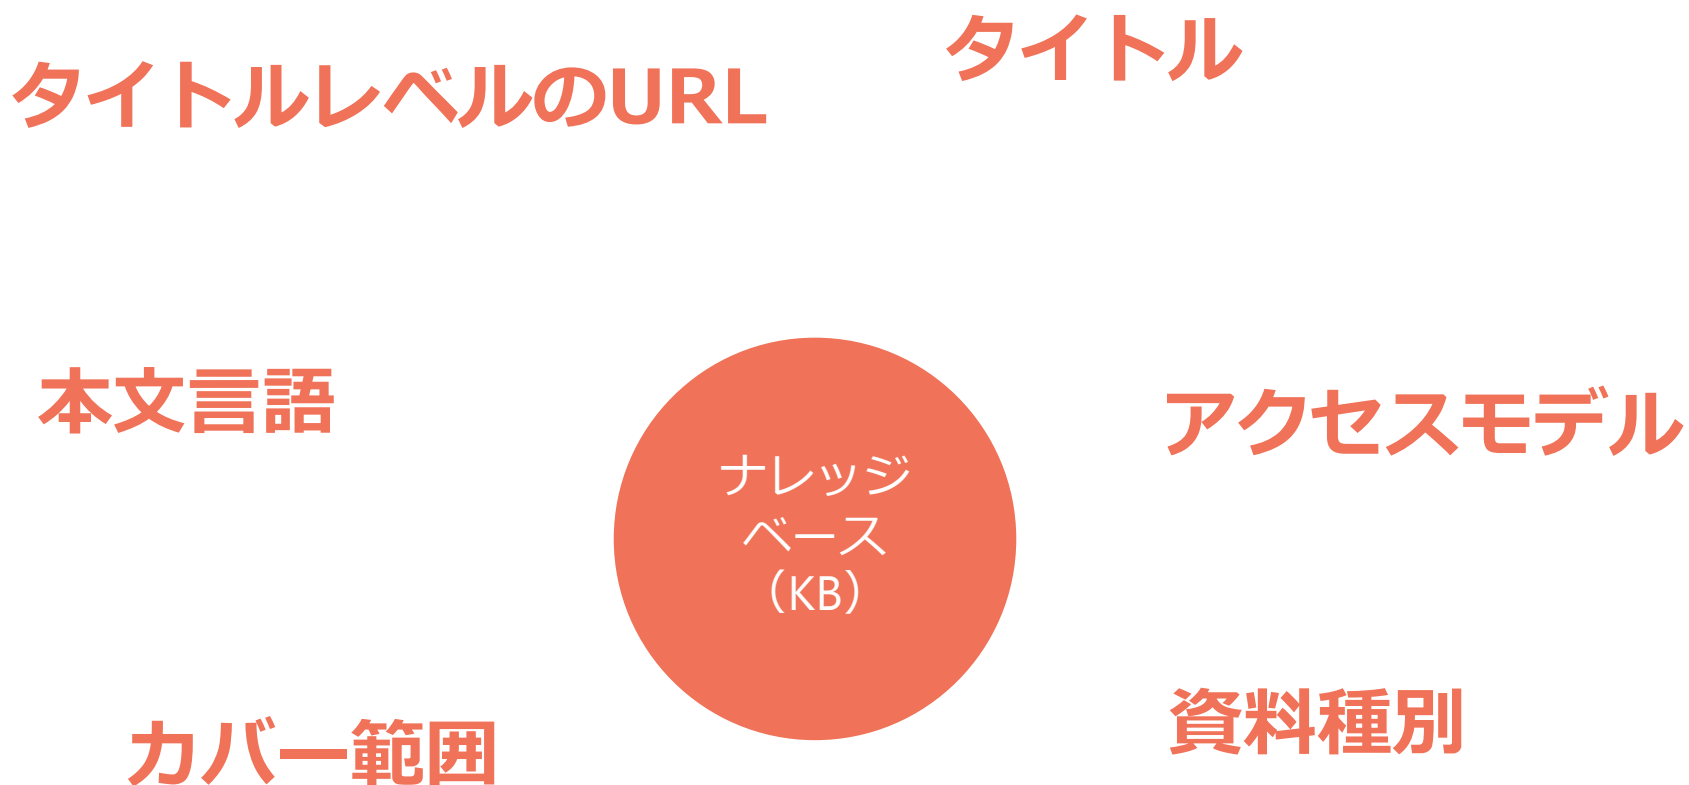 タイトル
タイトルレベルのURL
本文言語
アクセスモデル
ナレッジ
ベース
（KB）
資料種別
カバー範囲